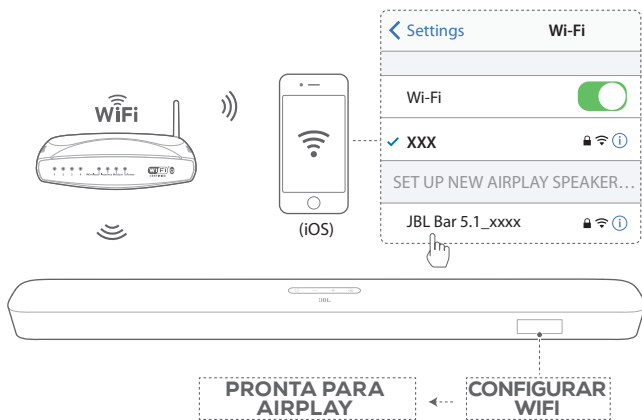 Settings Wi-Fi
WiFi
Wi-Fi
XXX
SET UP NEW AIRPLAY SPEAKER...
JBL Bar 5.1_xxxx
(iOS)
JBL
PRONTA PARA
AIRPLAY
CONFIGURAR
WIFI